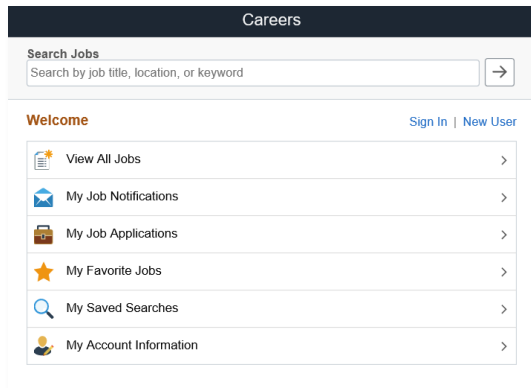 Careers
Search Jobs
Search by job title, location, or keyword
Welcome
Sign In | New User
View All Jobs
My Job Notifications
My Job Applications
My Favorite Jobs
My Saved Searches
My Account Information